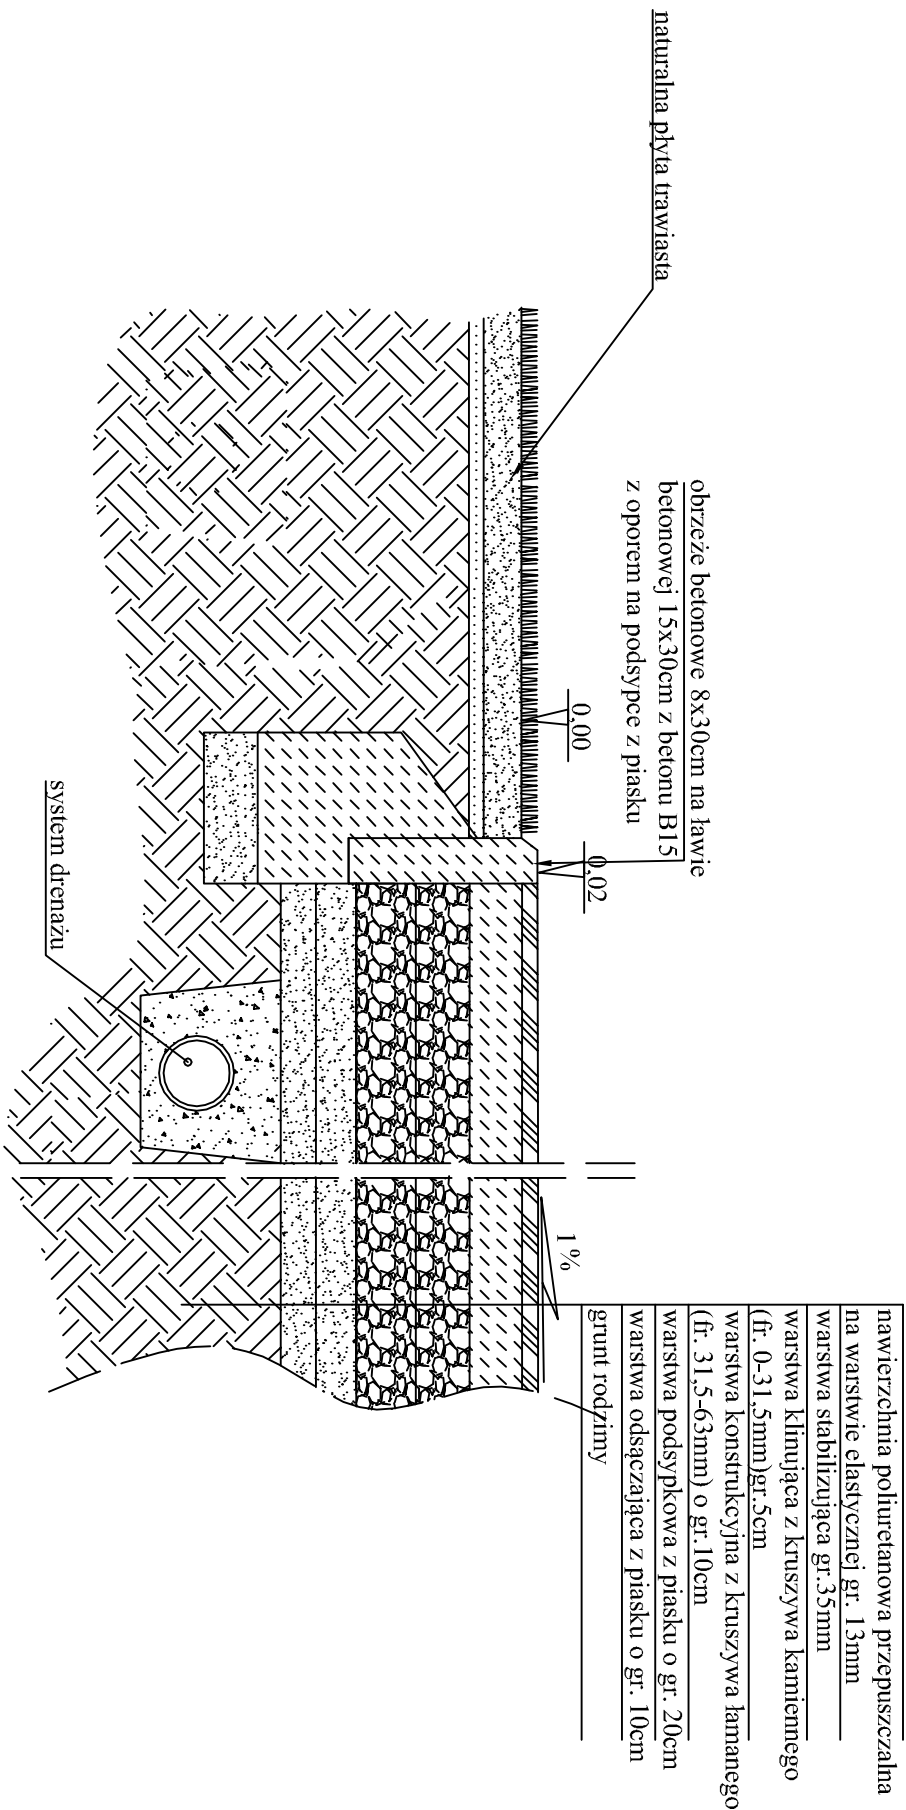 naturalna płyta trawiasta
obrzeże betonowe 8x30cm na ławie
betonowej 15x30cm z betonu B15
z oporem na podsypce z piasku
0,00
0,02
system drenażu
1%
nawierzchnia poliuretanowa przepuszczalna
na warstwie elastycznej gr. 13mm
warstwa stabilizująca gr.35mm
warstwa klinująca z kruszywa kamiennego
(fr. 0-31,5mm)gr.5cm
warstwa konstrukcyjna z kruszywa łamanego
(fr. 31,5-63mm) o gr.10cm
warstwa podsypkowa z piasku o gr. 20cm
warstwa odsączająca z piasku o gr. 10cm
grunt rodzimy